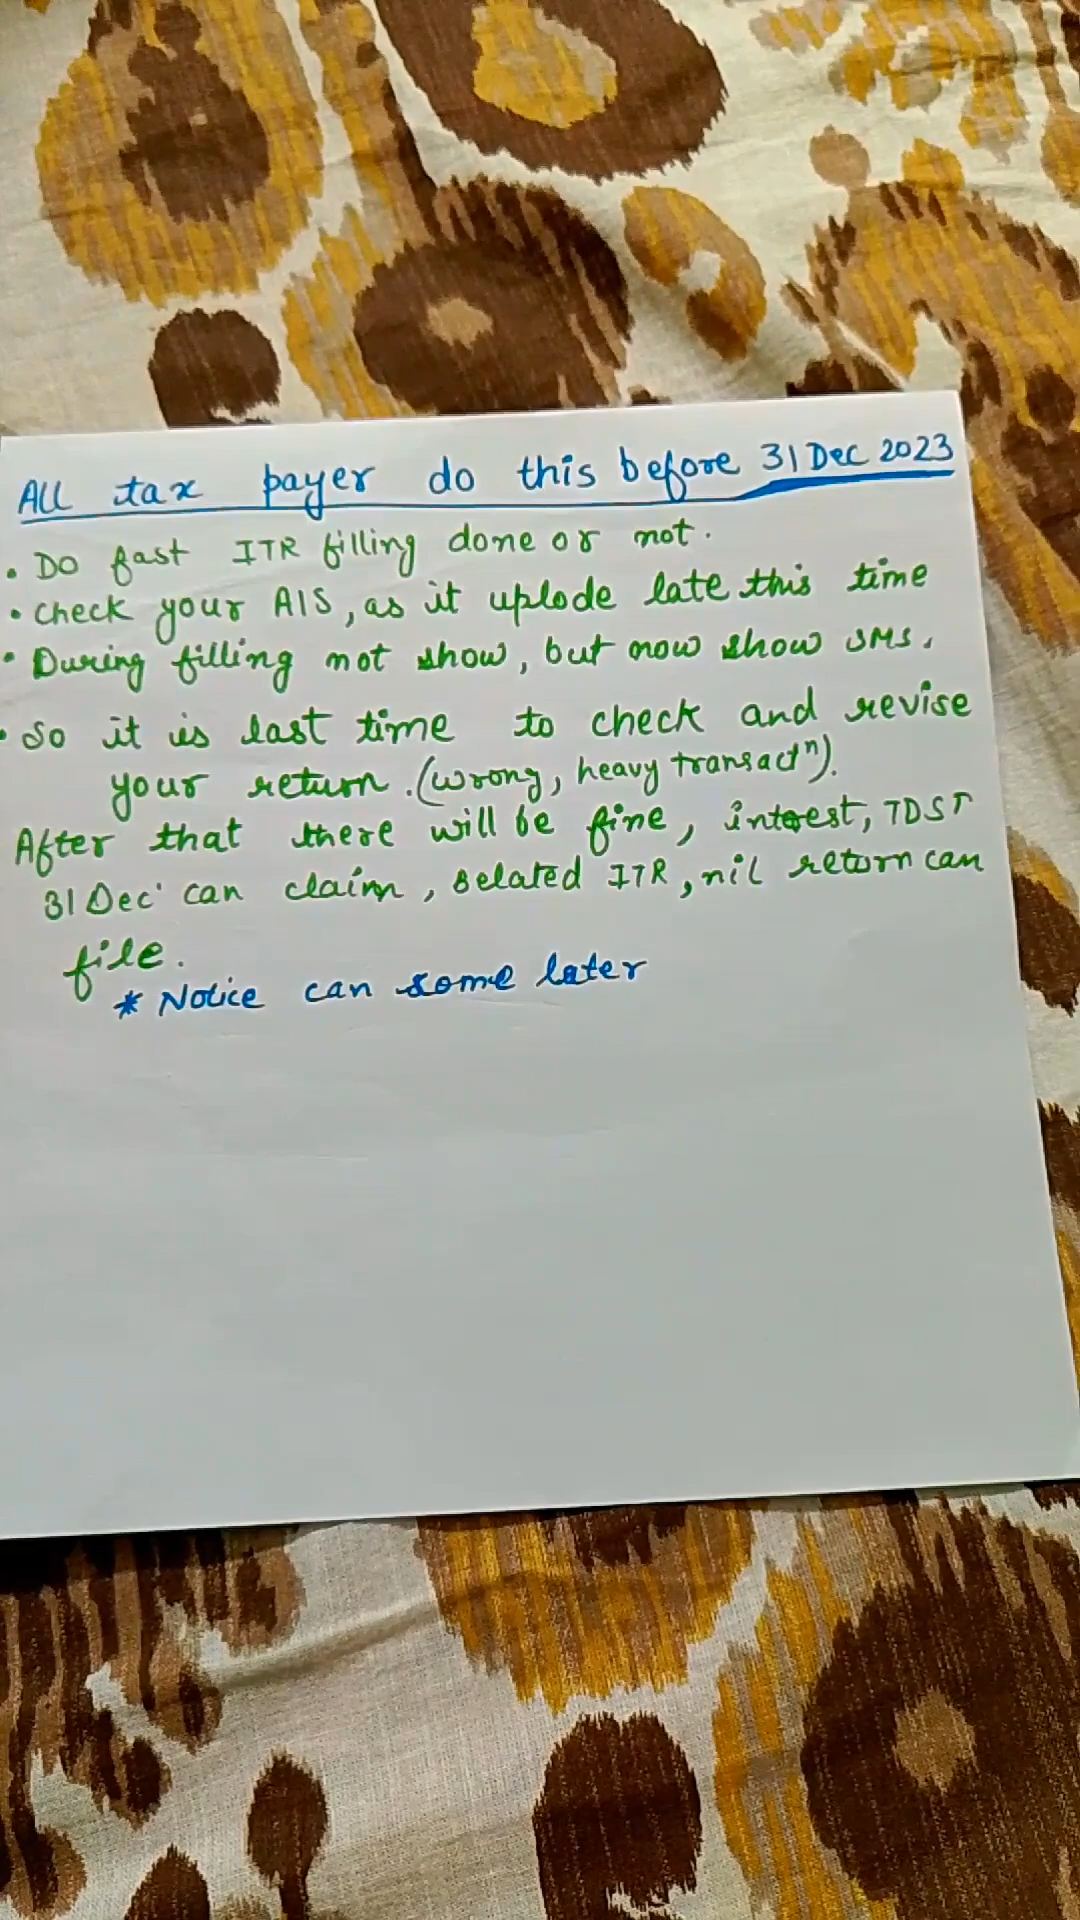 All tax payer do this before 31 Dec 2023
• Do fast ITR filling done or not.
• Check your AIS, as it uplode late this time
• During filling not show, but now show SMS.
• So it is last time to check and revise
your return. (wrong, heavy transactⁿ).
After that there will be fine, interest, TDS↑
31 Dec' can claim, Belated ITR, nil return can
file.
* Notice can some later